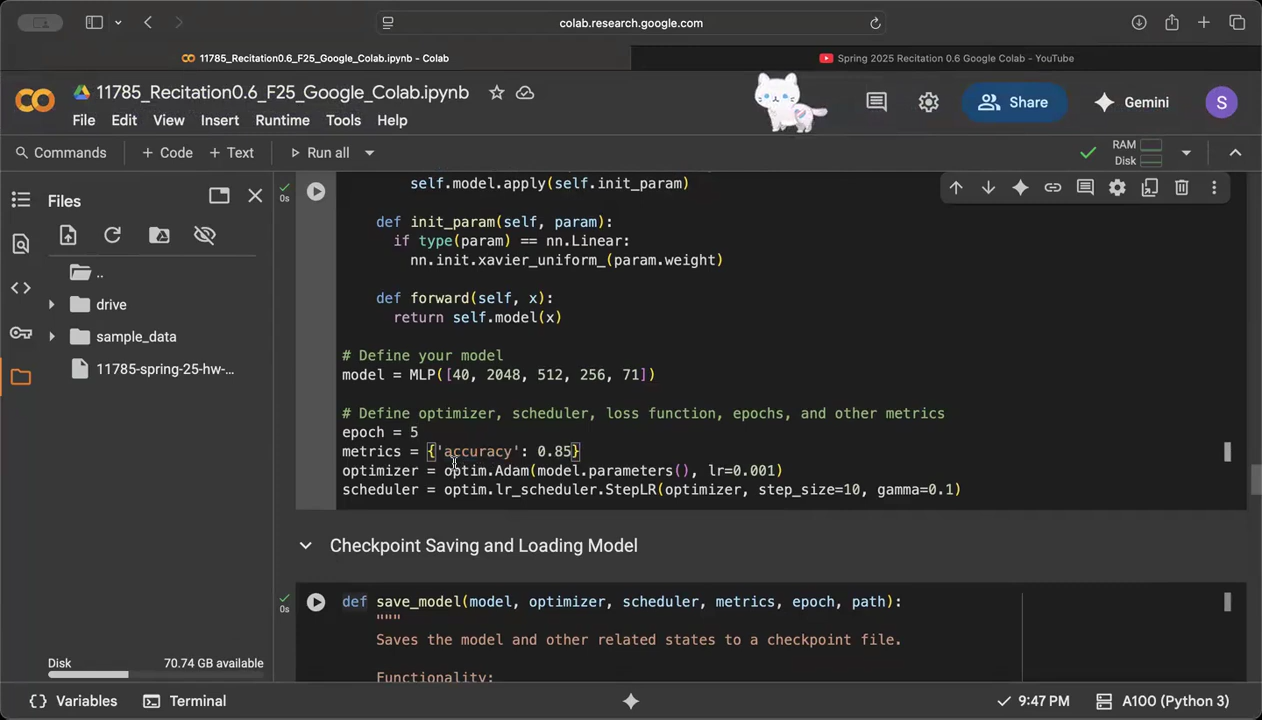 colab.research.google.com
11785_Recitation0.6_F25_Google_Colab.ipynb - Colab
Spring 2025 Recitation 0.6 Google Colab - YouTube
11785_Recitation0.6_F25_Google_Colab.ipynb
Share
Gemini
S
File Edit View Insert Runtime Tools Help
Commands + Code + Text Run all
RAM
Disk
Files
..
drive
sample_data
11785-spring-25-hw-...
Disk 70.74 GB available
0s
self.model.apply(self.init_param)
def init_param(self, param):
if type(param) == nn.Linear:
nn.init.xavier_uniform_(param.weight)
def forward(self, x):
return self.model(x)
# Define your model
model = MLP([40, 2048, 512, 256, 71])
# Define optimizer, scheduler, loss function, epochs, and other metrics
epoch = 5
metrics = {'accuracy': 0.85}
optimizer = optim.Adam(model.parameters(), lr=0.001)
scheduler = optim.lr_scheduler.StepLR(optimizer, step_size=10, gamma=0.1)
Checkpoint Saving and Loading Model
0s
def save_model(model, optimizer, scheduler, metrics, epoch, path):
"""
Saves the model and other related states to a checkpoint file.
Functionality:
Variables Terminal 9:47 PM A100 (Python 3)